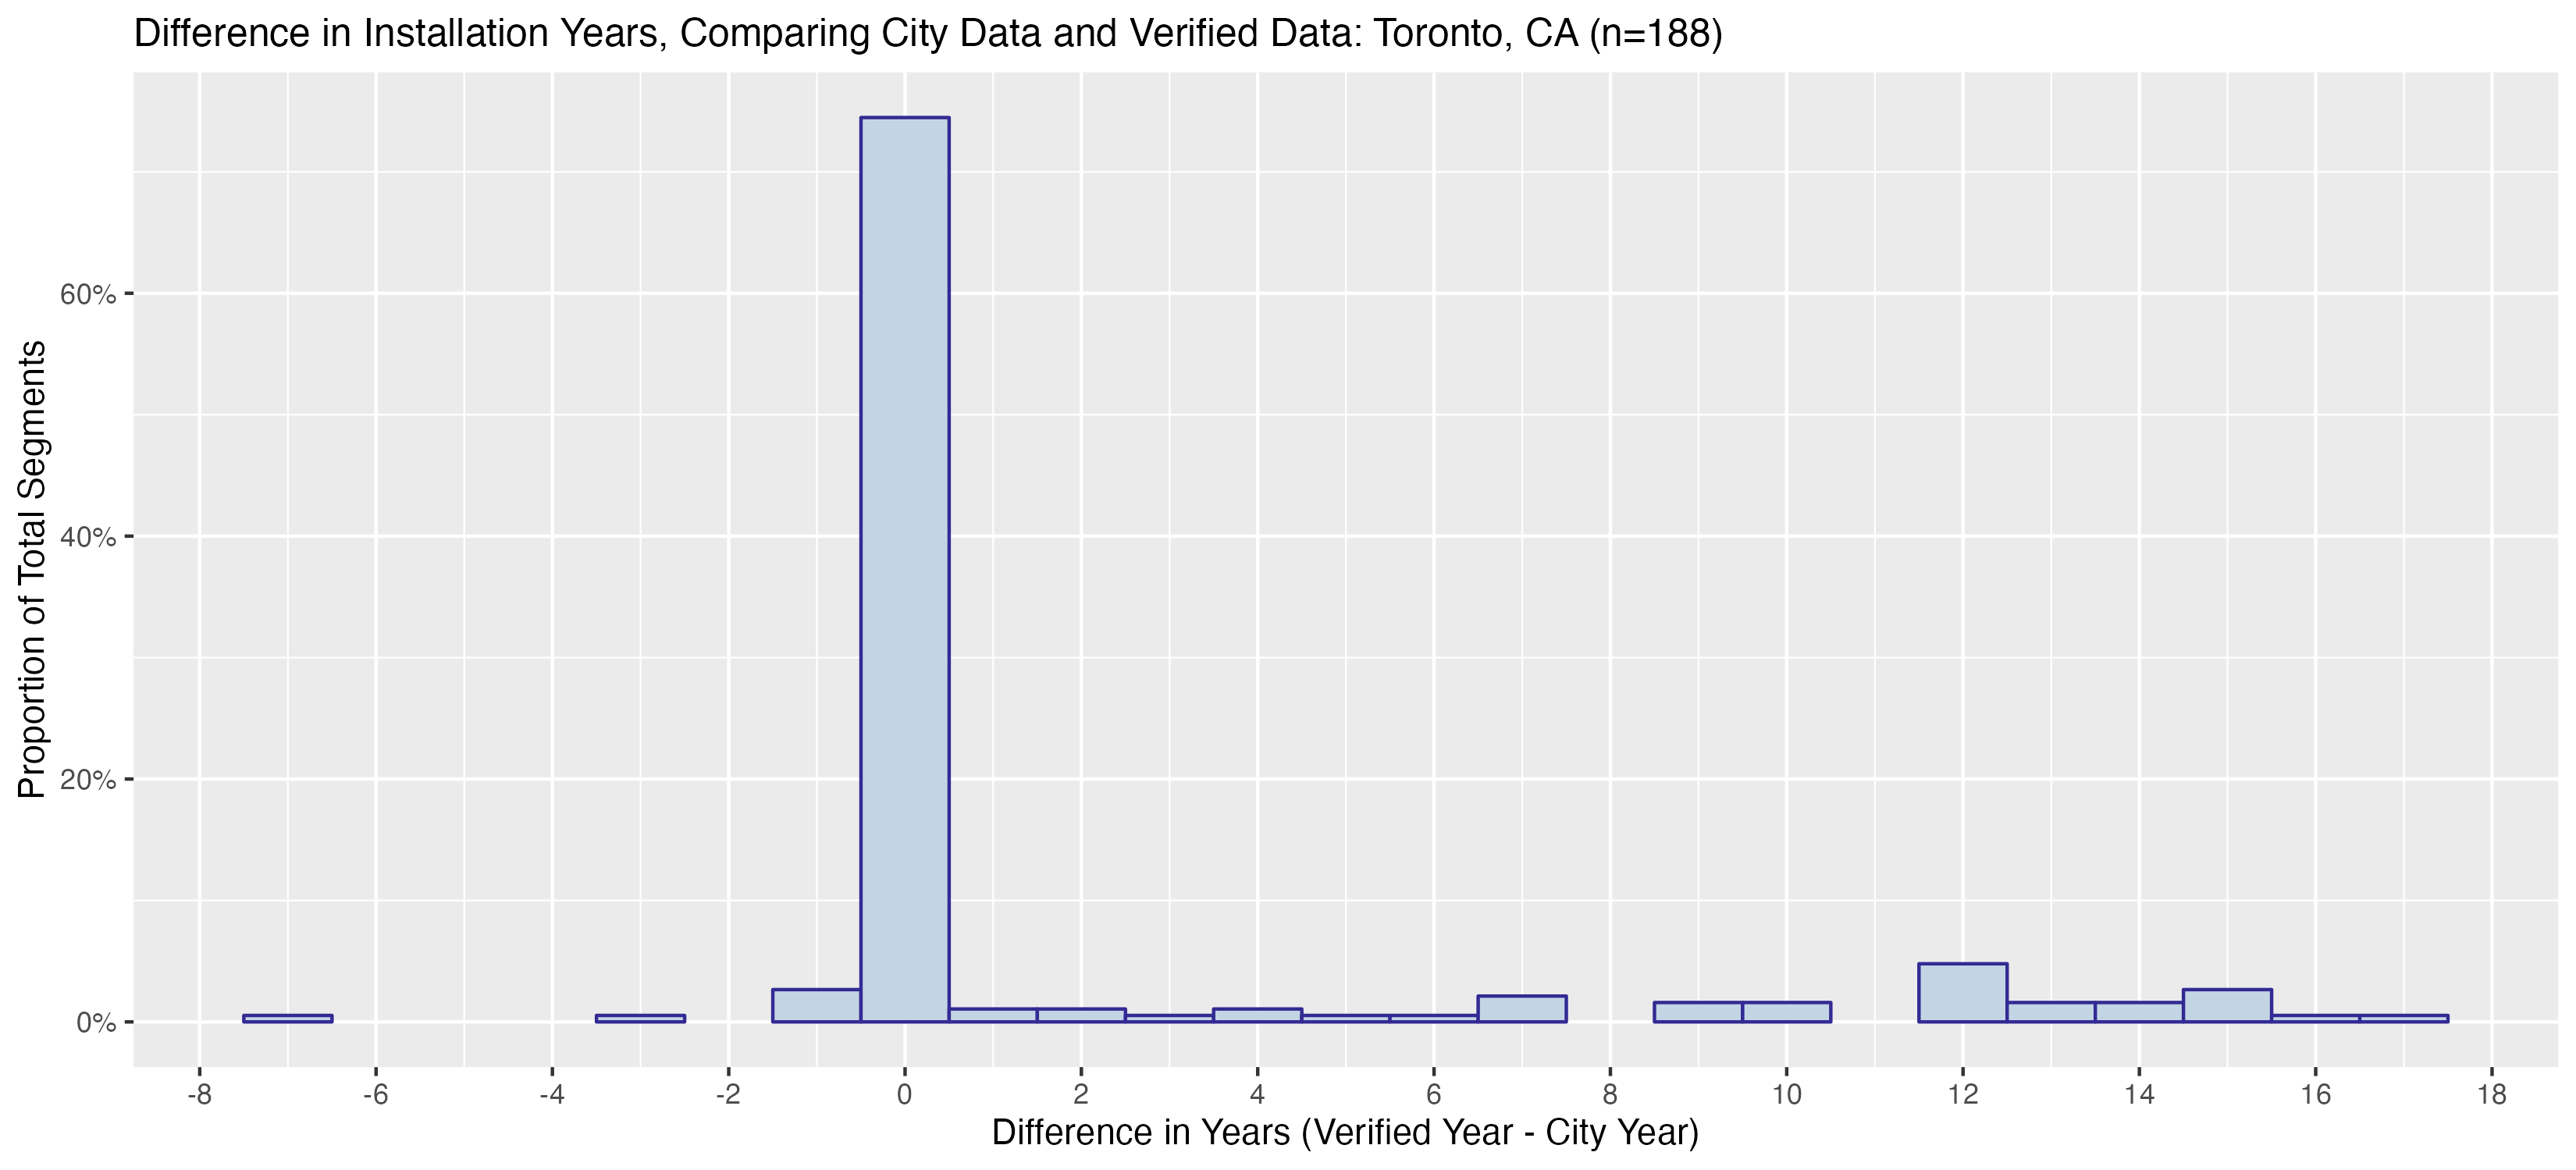 Difference in Installation Years, Comparing City Data and Verified Data: Toronto, CA (n=188)
Proportion of Total Segments
60%
40%
20%
0%
-8 -6 -4 -2 0 2 4 6 8 10 12 14 16 18
Difference in Years (Verified Year - City Year)